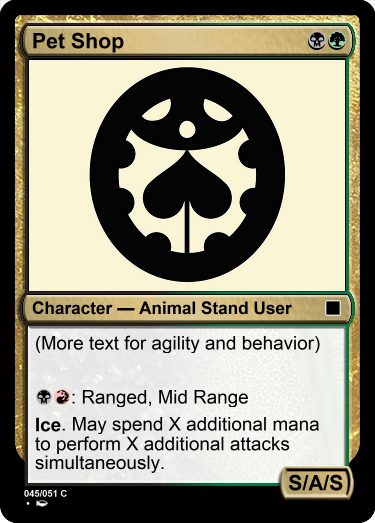 Pet Shop
Character — Animal Stand User
(More text for agility and behavior)
: Ranged, Mid Range
Ice. May spend X additional mana
to perform X additional attacks
simultaneously.
S/A/S
045/051 C